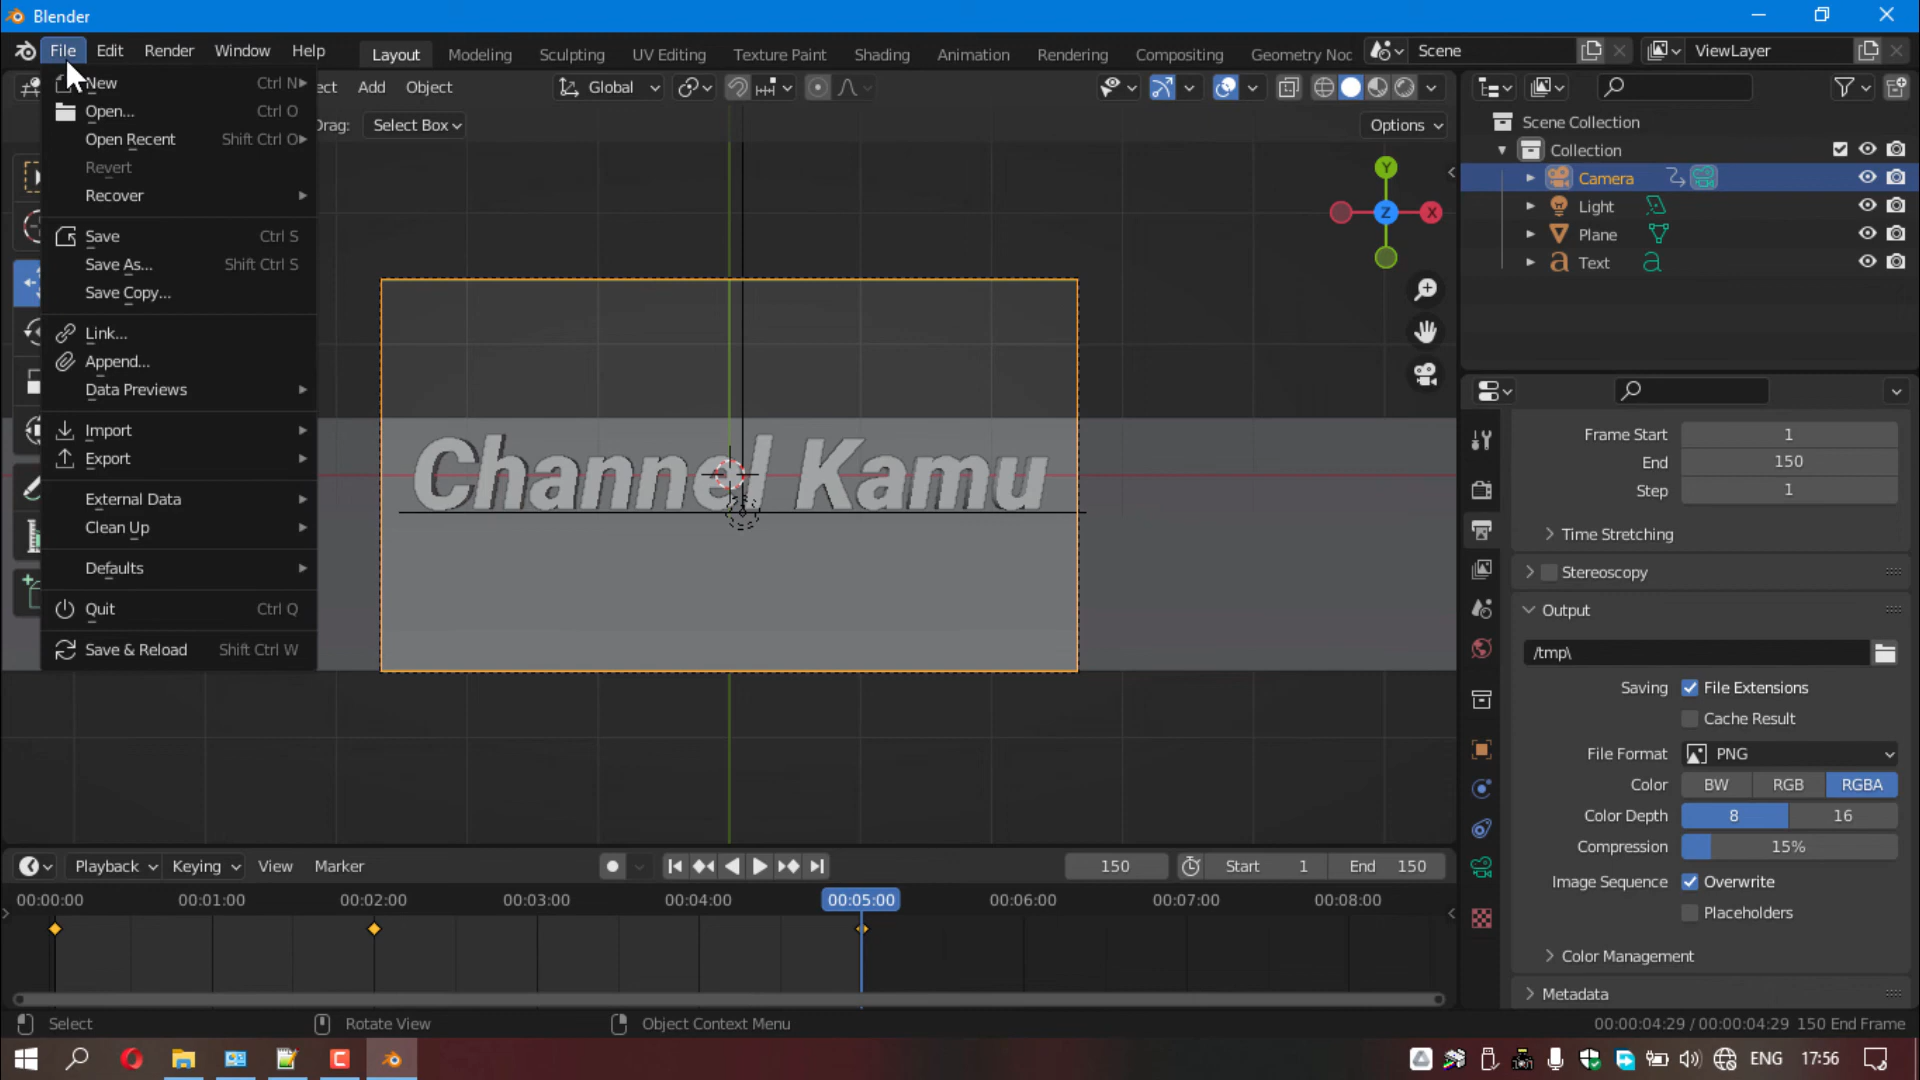 Blender
File Edit Render Window Help Layout Modeling Sculpting UV Editing Texture Paint Shading Animation Rendering Compositing Geometry Noc Scene ViewLayer
New Ctrl N
Open... Ctrl O
Open Recent Shift Ctrl O
Revert
Recover
Save Ctrl S
Save As... Shift Ctrl S
Save Copy...
Link...
Append...
Data Previews
Import
Export
External Data
Clean Up
Defaults
Quit Ctrl Q
Save & Reload Shift Ctrl W
ect Add Object Global
Drag: Select Box Options
Y
Z X
Channel Kamu
Scene Collection
Collection
Camera
Light
Plane
Text
Frame Start 1
End 150
Step 1
Time Stretching
Stereoscopy
Output
/tmp\
Saving File Extensions
Cache Result
File Format PNG
Color BW RGB RGBA
Color Depth 8 16
Compression 15%
Image Sequence Overwrite
Placeholders
Color Management
Metadata
Playback Keying View Marker 150 Start 1 End 150
00:00:00 00:01:00 00:02:00 00:03:00 00:04:00 00:05:00 00:06:00 00:07:00 00:08:00
Select Rotate View Object Context Menu 00:00:04:29 / 00:00:04:29 150 End Frame
ENG 17:56